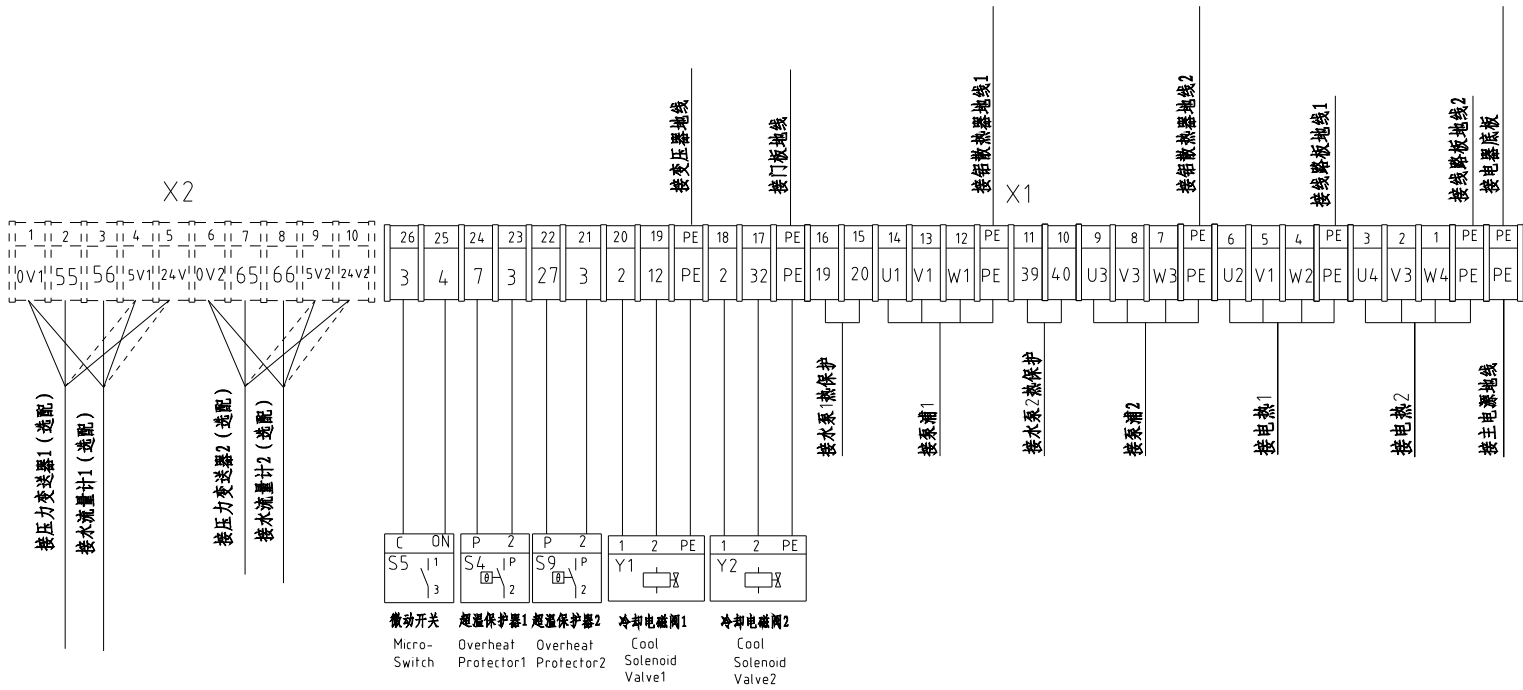 接变压器地线
接门板地线
接铝散热器地线1
接铝散热器地线2
接线路板地线1
接线路板地线2
接电器底板
X2
X1
1 2 3 4 5 6 7 8 9 10
0V1 55 56 5V1 24V 0V2 65 66 5V2 24V2
26 25 24 23 22 21 20 19 PE 18 17 PE 16 15 14 13 12 PE 11 10 9 8 7 PE 6 5 4 PE 3 2 1 PE PE
3 4 7 3 27 3 2 12 PE 2 32 PE 19 20 U1 V1 W1 PE 39 40 U3 V3 W3 PE U2 V1 W2 PE U4 V3 W4 PE PE
接压力变送器1(选配)
接水流量计1(选配)
接压力变送器2(选配)
接水流量计2(选配)
接水泵1热保护
接泵浦1
接水泵2热保护
接泵浦2
接电热1
接电热2
接主电源地线
C ON
S5 1
3
P 2
S4 θ P
2
P 2
S9 θ P
2
1 2 PE
Y1
1 2 PE
Y2
微动开关
Micro-
Switch
超温保护器1
Overheat
Protector1
超温保护器2
Overheat
Protector2
冷却电磁阀1
Cool
Solenoid
Valve1
冷却电磁阀2
Cool
Solenoid
Valve2